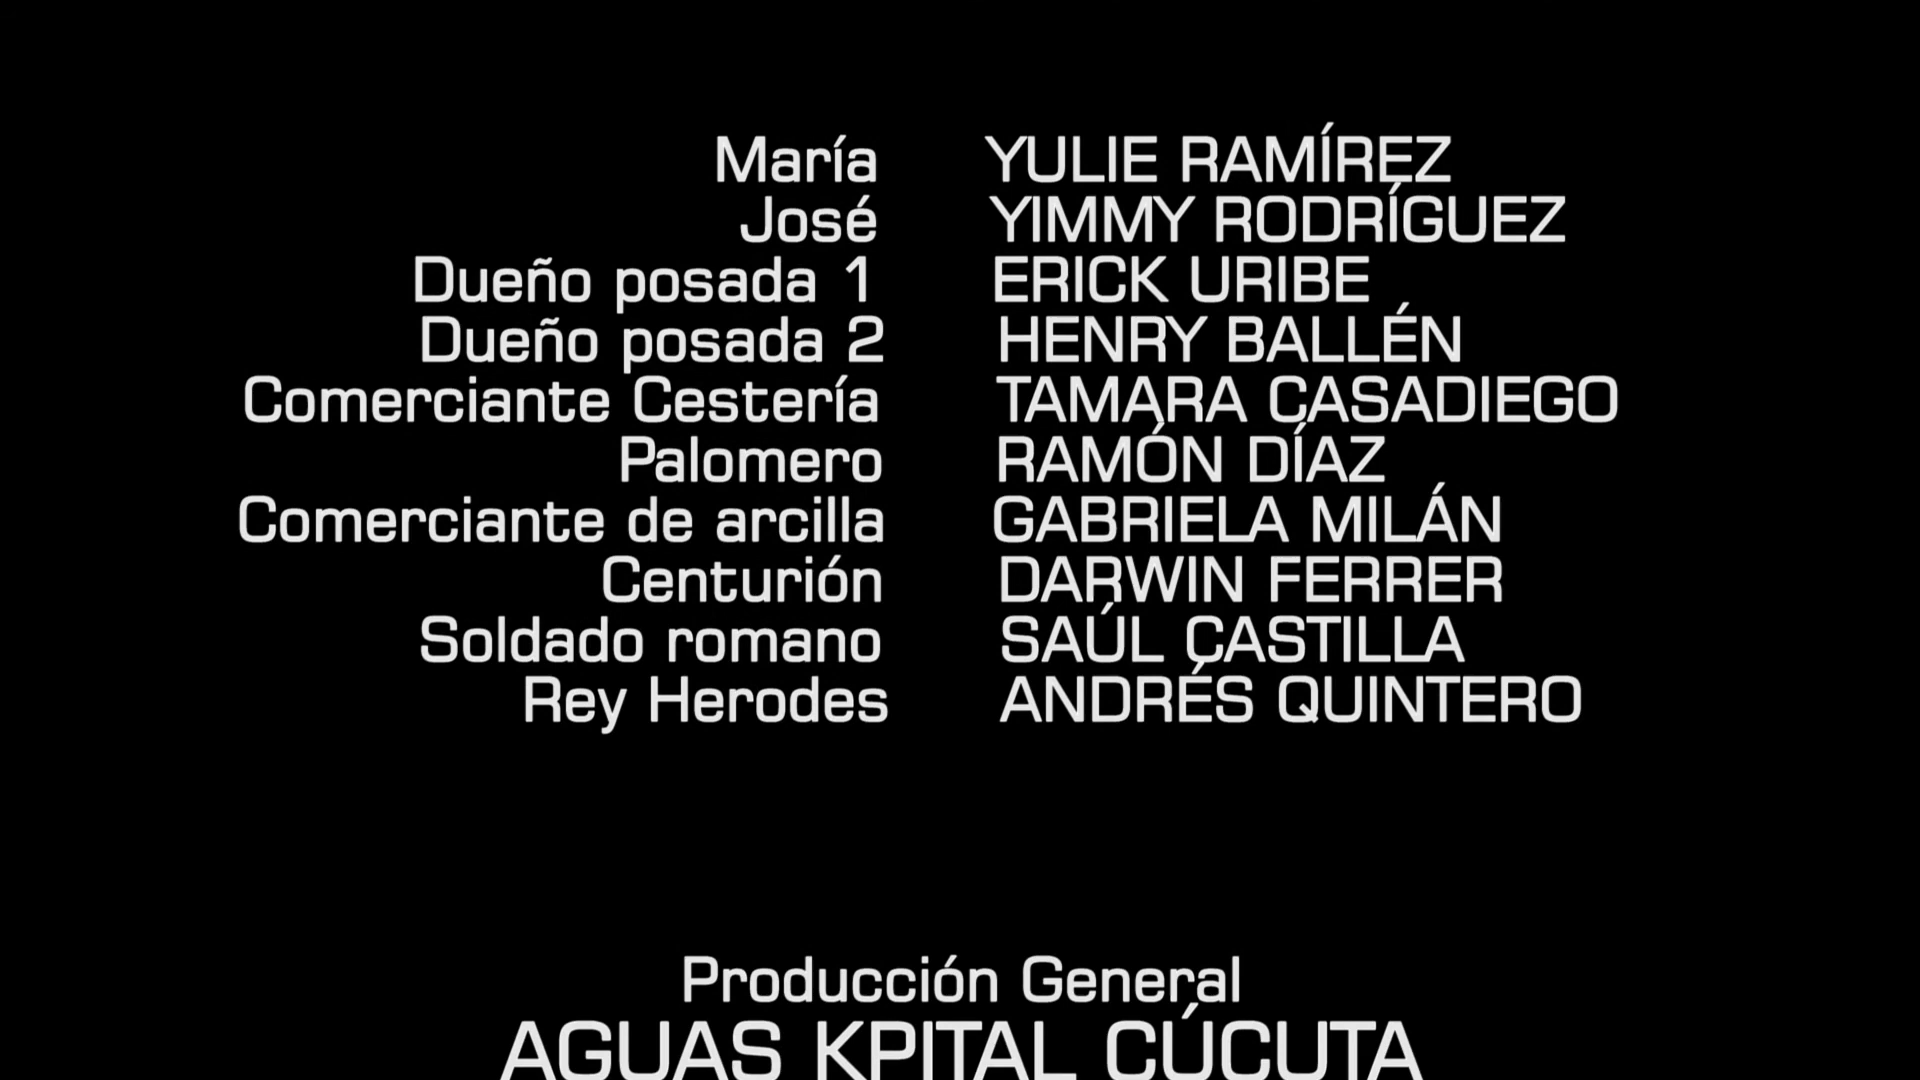 María YULIE RAMÍREZ
José YIMMY RODRÍGUEZ
Dueño posada 1 ERICK URIBE
Dueño posada 2 HENRY BALLÉN
Comerciante Cestería TAMARA CASADIEGO
Palomero RAMÓN DÍAZ
Comerciante de arcilla GABRIELA MILÁN
Centurión DARWIN FERRER
Soldado romano SAÚL CASTILLA
Rey Herodes ANDRÉS QUINTERO
Producción General
AGUAS KPITAL CÚCUTA